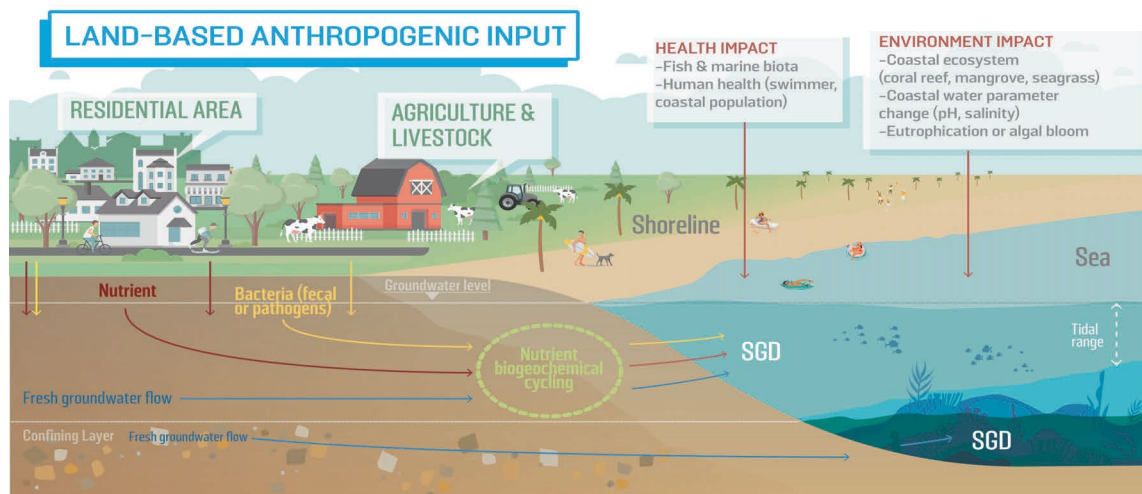 LAND-BASED ANTHROPOGENIC INPUT
HEALTH IMPACT
-Fish & marine biota
-Human health (swimmer,
coastal population)
ENVIRONMENT IMPACT
-Coastal ecosystem
(coral reef, mangrove, seagrass)
-Coastal water parameter
change (pH, salinity)
-Eutrophication or algal bloom
RESIDENTIAL AREA
AGRICULTURE &
LIVESTOCK
Shoreline
Sea
Nutrient
Bacteria (fecal
or pathogens)
Groundwater level
Tidal
range
Nutrient
biogeochemical
cycling
SGD
Fresh groundwater flow
Confining Layer
Fresh groundwater flow
SGD